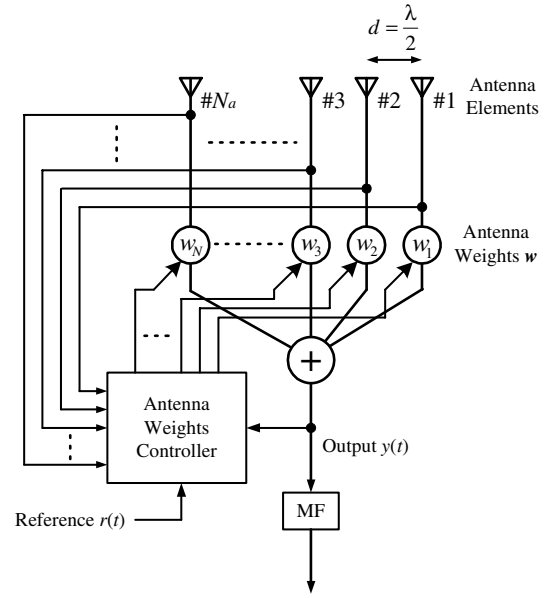 d = λ/2
Antenna
Elements
#Na #3 #2 #1
wN w3 w2 w1
Antenna
Weights w
+
Antenna
Weights
Controller
Output y(t)
Reference r(t)
MF